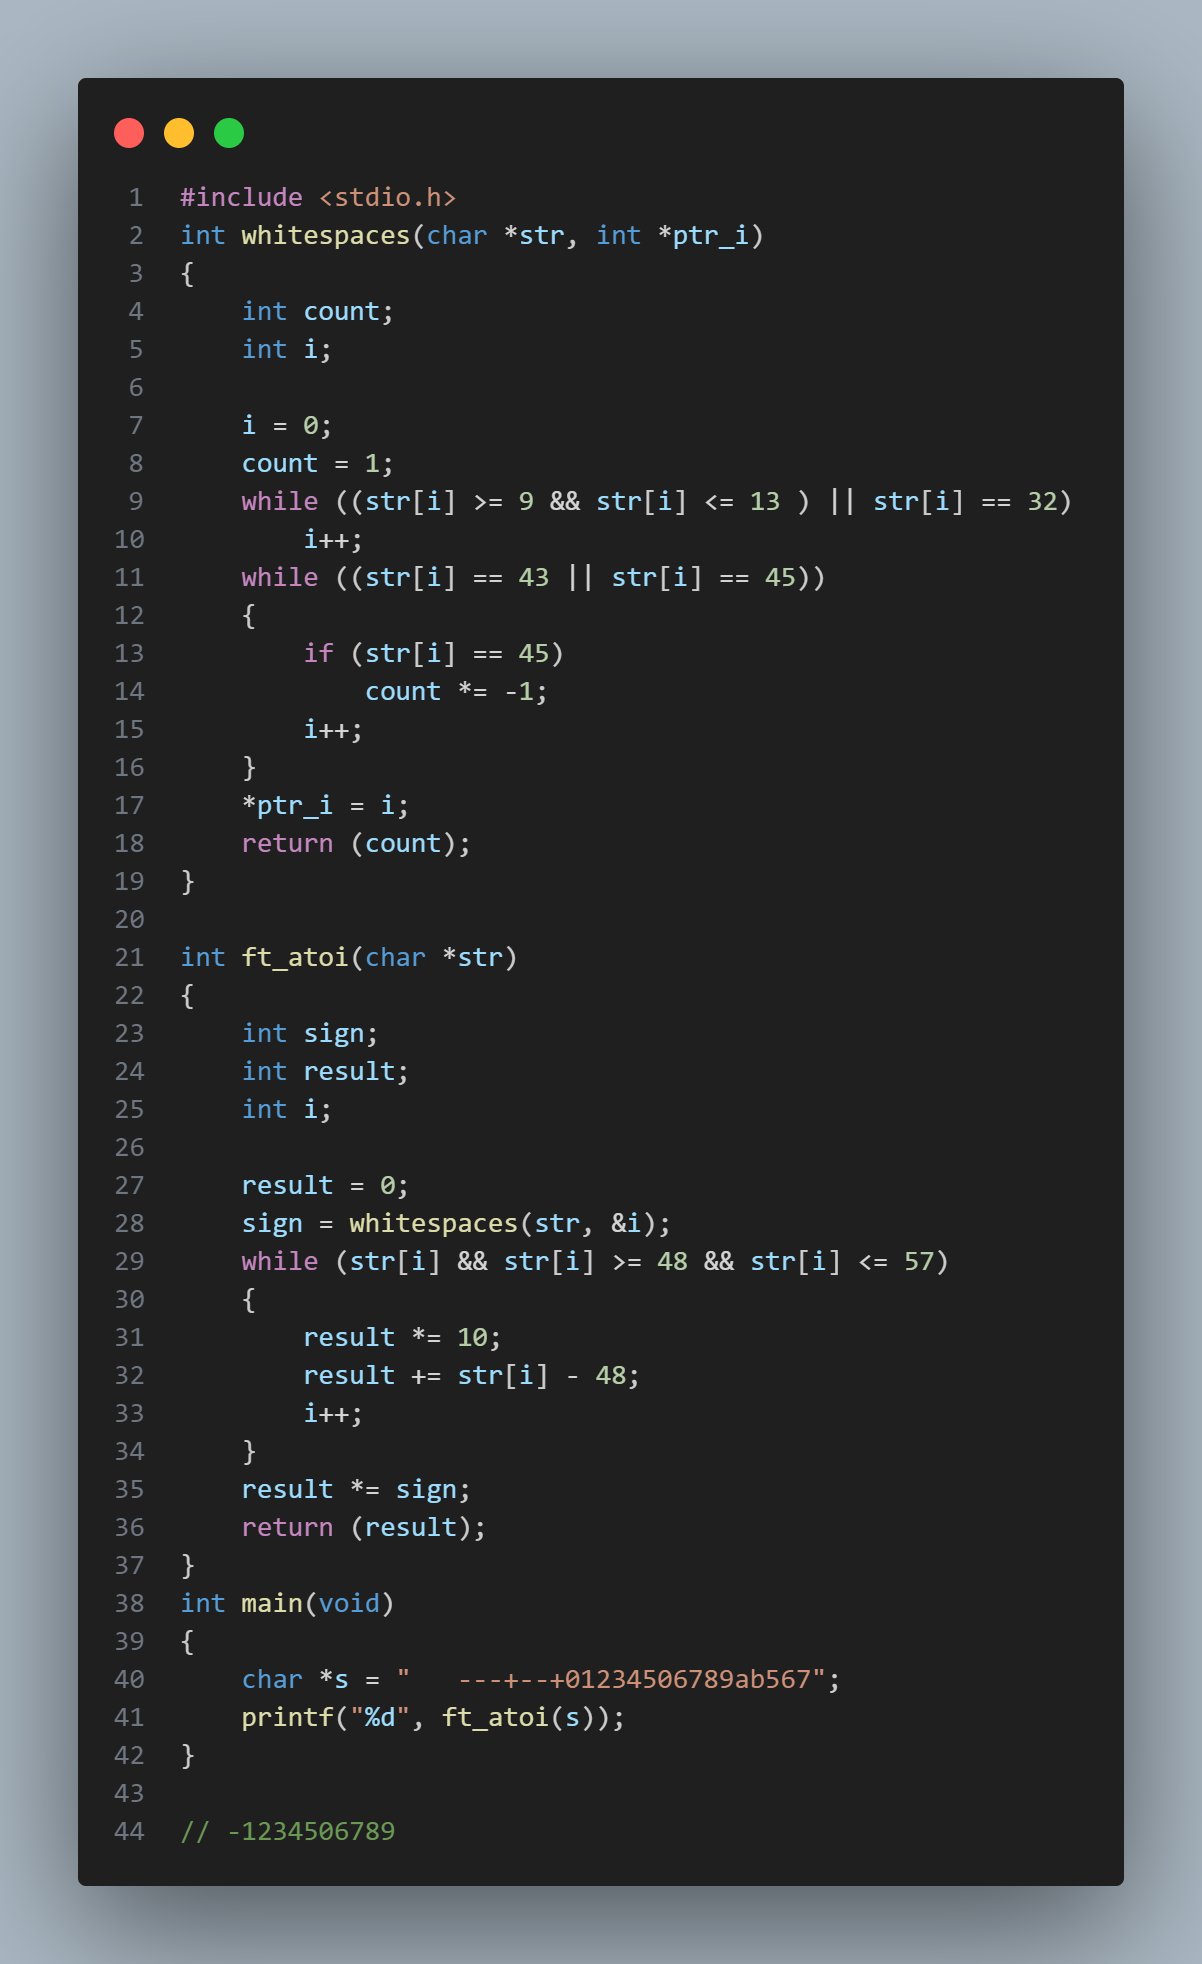 1 #include <stdio.h>
2 int whitespaces(char *str, int *ptr_i)
3 {
4     int count;
5     int i;
6
7     i = 0;
8     count = 1;
9     while ((str[i] >= 9 && str[i] <= 13 ) || str[i] == 32)
10         i++;
11     while ((str[i] == 43 || str[i] == 45))
12     {
13         if (str[i] == 45)
14             count *= -1;
15         i++;
16     }
17     *ptr_i = i;
18     return (count);
19 }
20
21 int ft_atoi(char *str)
22 {
23     int sign;
24     int result;
25     int i;
26
27     result = 0;
28     sign = whitespaces(str, &i);
29     while (str[i] && str[i] >= 48 && str[i] <= 57)
30     {
31         result *= 10;
32         result += str[i] - 48;
33         i++;
34     }
35     result *= sign;
36     return (result);
37 }
38 int main(void)
39 {
40     char *s = "   ---+--+01234506789ab567";
41     printf("%d", ft_atoi(s));
42 }
43
44 // -1234506789